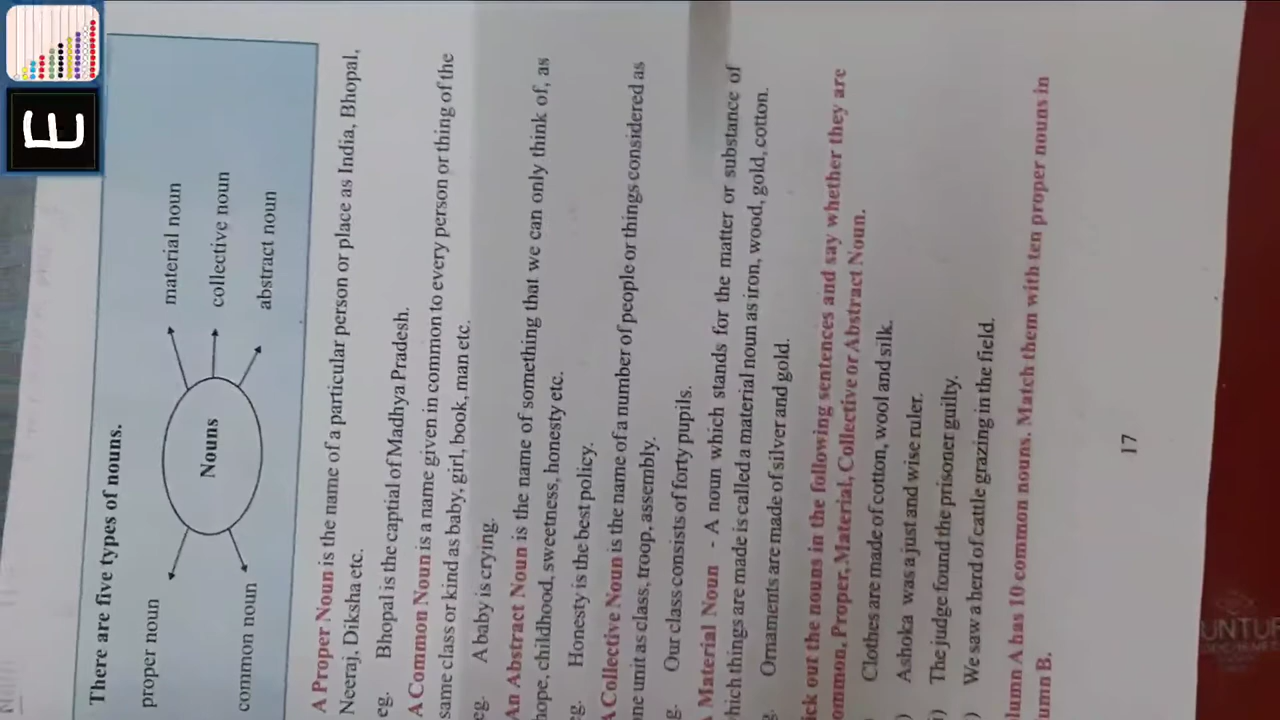 There are five types of nouns.
proper noun
common noun
Nouns
material noun
collective noun
abstract noun
A Proper Noun is the name of a particular person or place as India, Bhopal,
Neeraj, Diksha etc.
eg. Bhopal is the captial of Madhya Pradesh.
A Common Noun is a name given in common to every person or thing of the
same class or kind as baby, girl, book, man etc.
eg. A baby is crying.
An Abstract Noun is the name of something that we can only think of, as
hope, childhood, sweetness, honesty etc.
eg. Honesty is the best policy.
A Collective Noun is the name of a number of people or things considered as
one unit as class, troop, assembly.
g. Our class consists of forty pupils.
A Material Noun - A noun which stands for the matter or substance of
hich things are made is called a material noun as iron, wood, gold, cotton.
g. Ornaments are made of silver and gold.
ick out the nouns in the following sentences and say whether they are
ommon, Proper, Material, Collective or Abstract Noun.
) Clothes are made of cotton, wool and silk.
) Ashoka was a just and wise ruler.
i) The judge found the prisoner guilty.
) We saw a herd of cattle grazing in the field.
lumn A has 10 common nouns. Match them with ten proper nouns in
umn B.
17
E
UNTUR